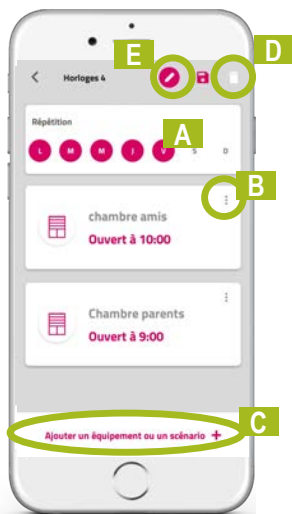 E
D
Horloges 4
Répétition
A
L M M J V S D
B
chambre amis
Ouvert à 10:00
Chambre parents
Ouvert à 9:00
C
Ajouter un équipement ou un scénario +